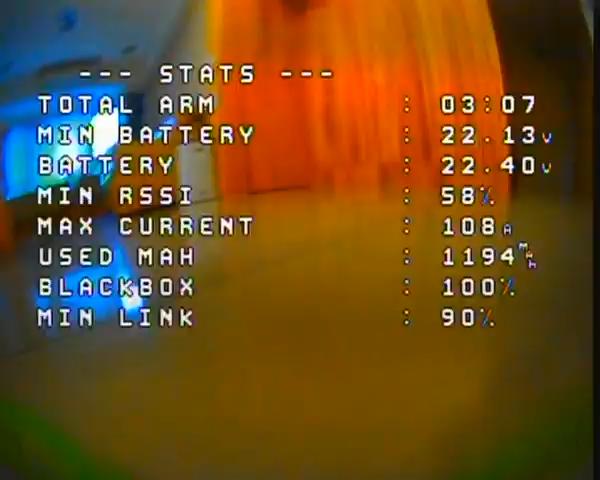 --- STATS ---
TOTAL ARM : 03:07
MIN BATTERY : 22.13V
BATTERY : 22.40V
MIN RSSI : 58%
MAX CURRENT : 108A
USED MAH : 1194mAh
BLACKBOX : 100%
MIN LINK : 90%